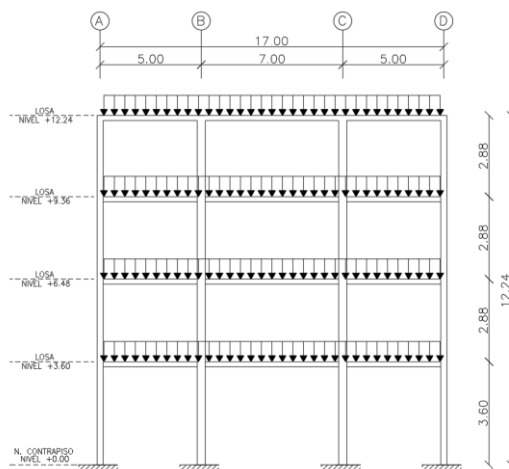 A B C D
17.00
5.00 7.00 5.00
LOSA
NIVEL +12.24
2.88
LOSA
NIVEL +9.36
2.88
LOSA
NIVEL +6.48
2.88
12.24
LOSA
NIVEL +3.60
3.60
N. CONTRAPISO
NIVEL +0.00